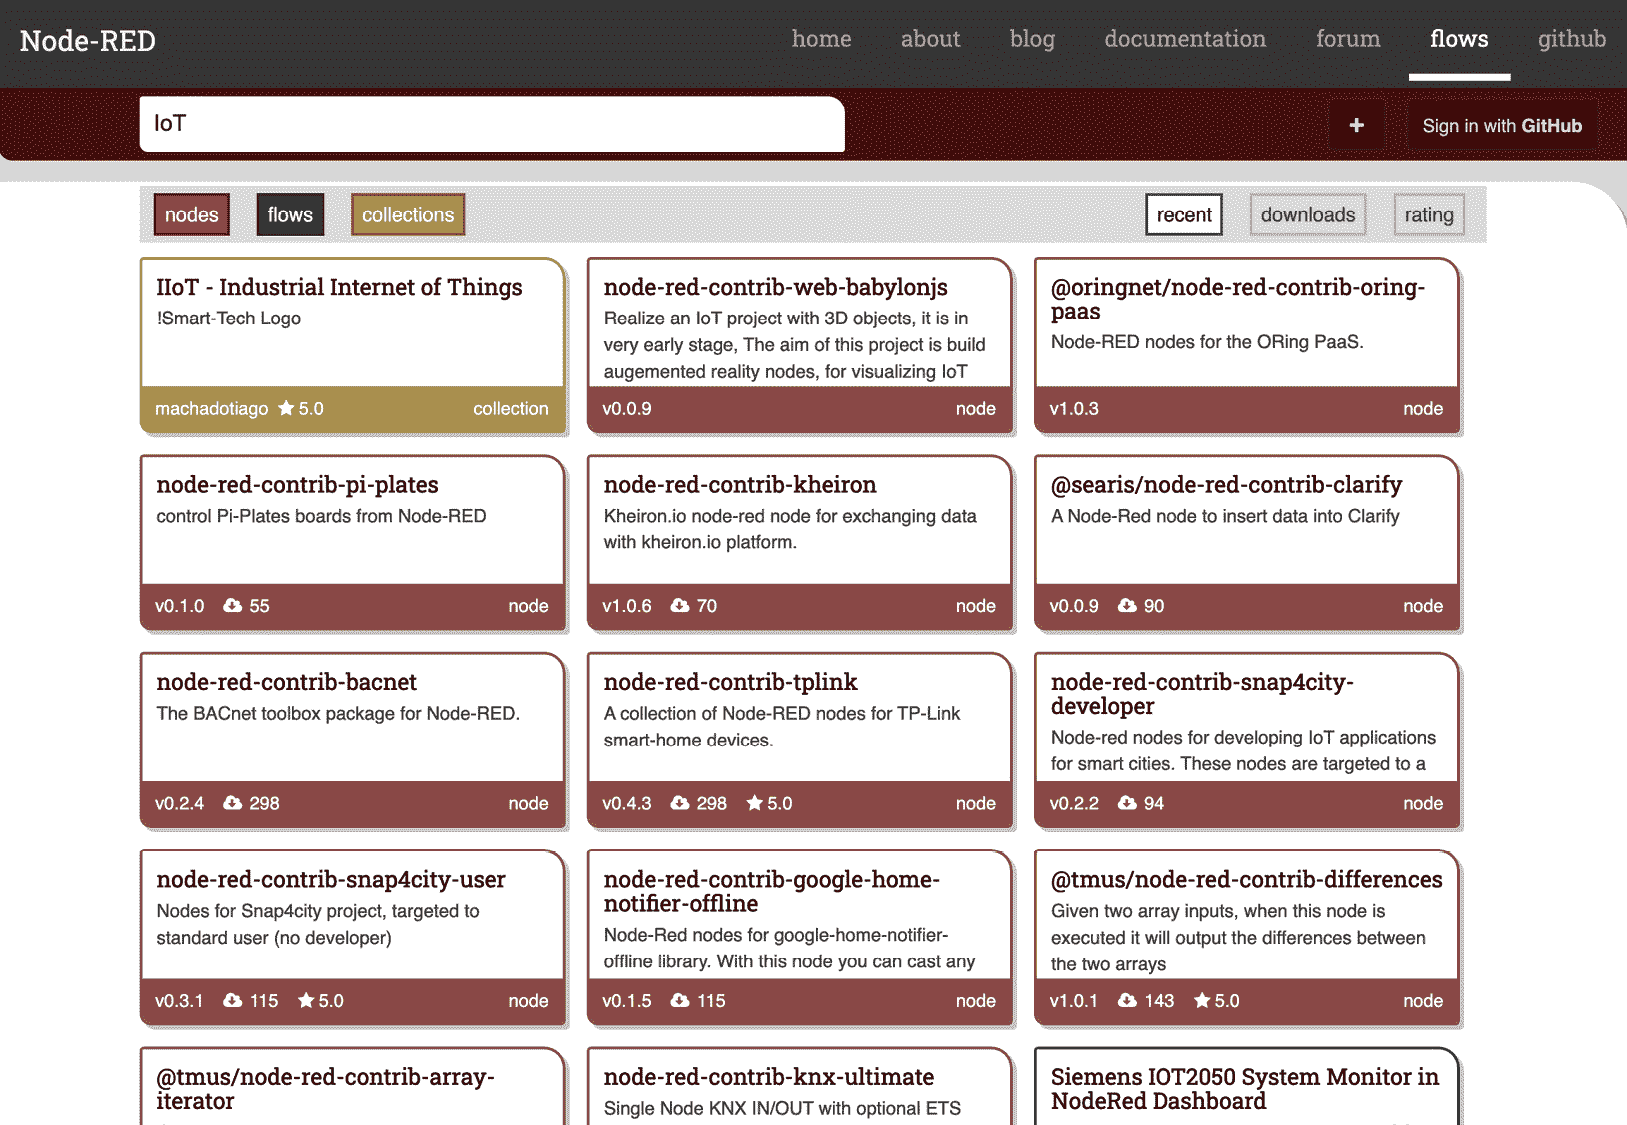 Node-RED
home about blog documentation forum flows github
IoT
+ Sign in with GitHub
nodes flows collections recent downloads rating
IIoT - Industrial Internet of Things
!Smart-Tech Logo
machadotiago 5.0 collection
node-red-contrib-web-babylonjs
Realize an IoT project with 3D objects, it is in
very early stage, The aim of this project is build
augemented reality nodes, for visualizing IoT
v0.0.9 node
@oringnet/node-red-contrib-oring-
paas
Node-RED nodes for the ORing PaaS.
v1.0.3 node
node-red-contrib-pi-plates
control Pi-Plates boards from Node-RED
v0.1.0 55 node
node-red-contrib-kheiron
Kheiron.io node-red node for exchanging data
with kheiron.io platform.
v1.0.6 70 node
@searis/node-red-contrib-clarify
A Node-Red node to insert data into Clarify
v0.0.9 90 node
node-red-contrib-bacnet
The BACnet toolbox package for Node-RED.
v0.2.4 298 node
node-red-contrib-tplink
A collection of Node-RED nodes for TP-Link
smart-home devices.
v0.4.3 298 5.0 node
node-red-contrib-snap4city-
developer
Node-red nodes for developing IoT applications
for smart cities. These nodes are targeted to a
v0.2.2 94 node
node-red-contrib-snap4city-user
Nodes for Snap4city project, targeted to
standard user (no developer)
v0.3.1 115 5.0 node
node-red-contrib-google-home-
notifier-offline
Node-Red nodes for google-home-notifier-
offline library. With this node you can cast any
v0.1.5 115 node
@tmus/node-red-contrib-differences
Given two array inputs, when this node is
executed it will output the differences between
the two arrays
v1.0.1 143 5.0 node
@tmus/node-red-contrib-array-
iterator
node-red-contrib-knx-ultimate
Single Node KNX IN/OUT with optional ETS
Siemens IOT2050 System Monitor in
NodeRed Dashboard